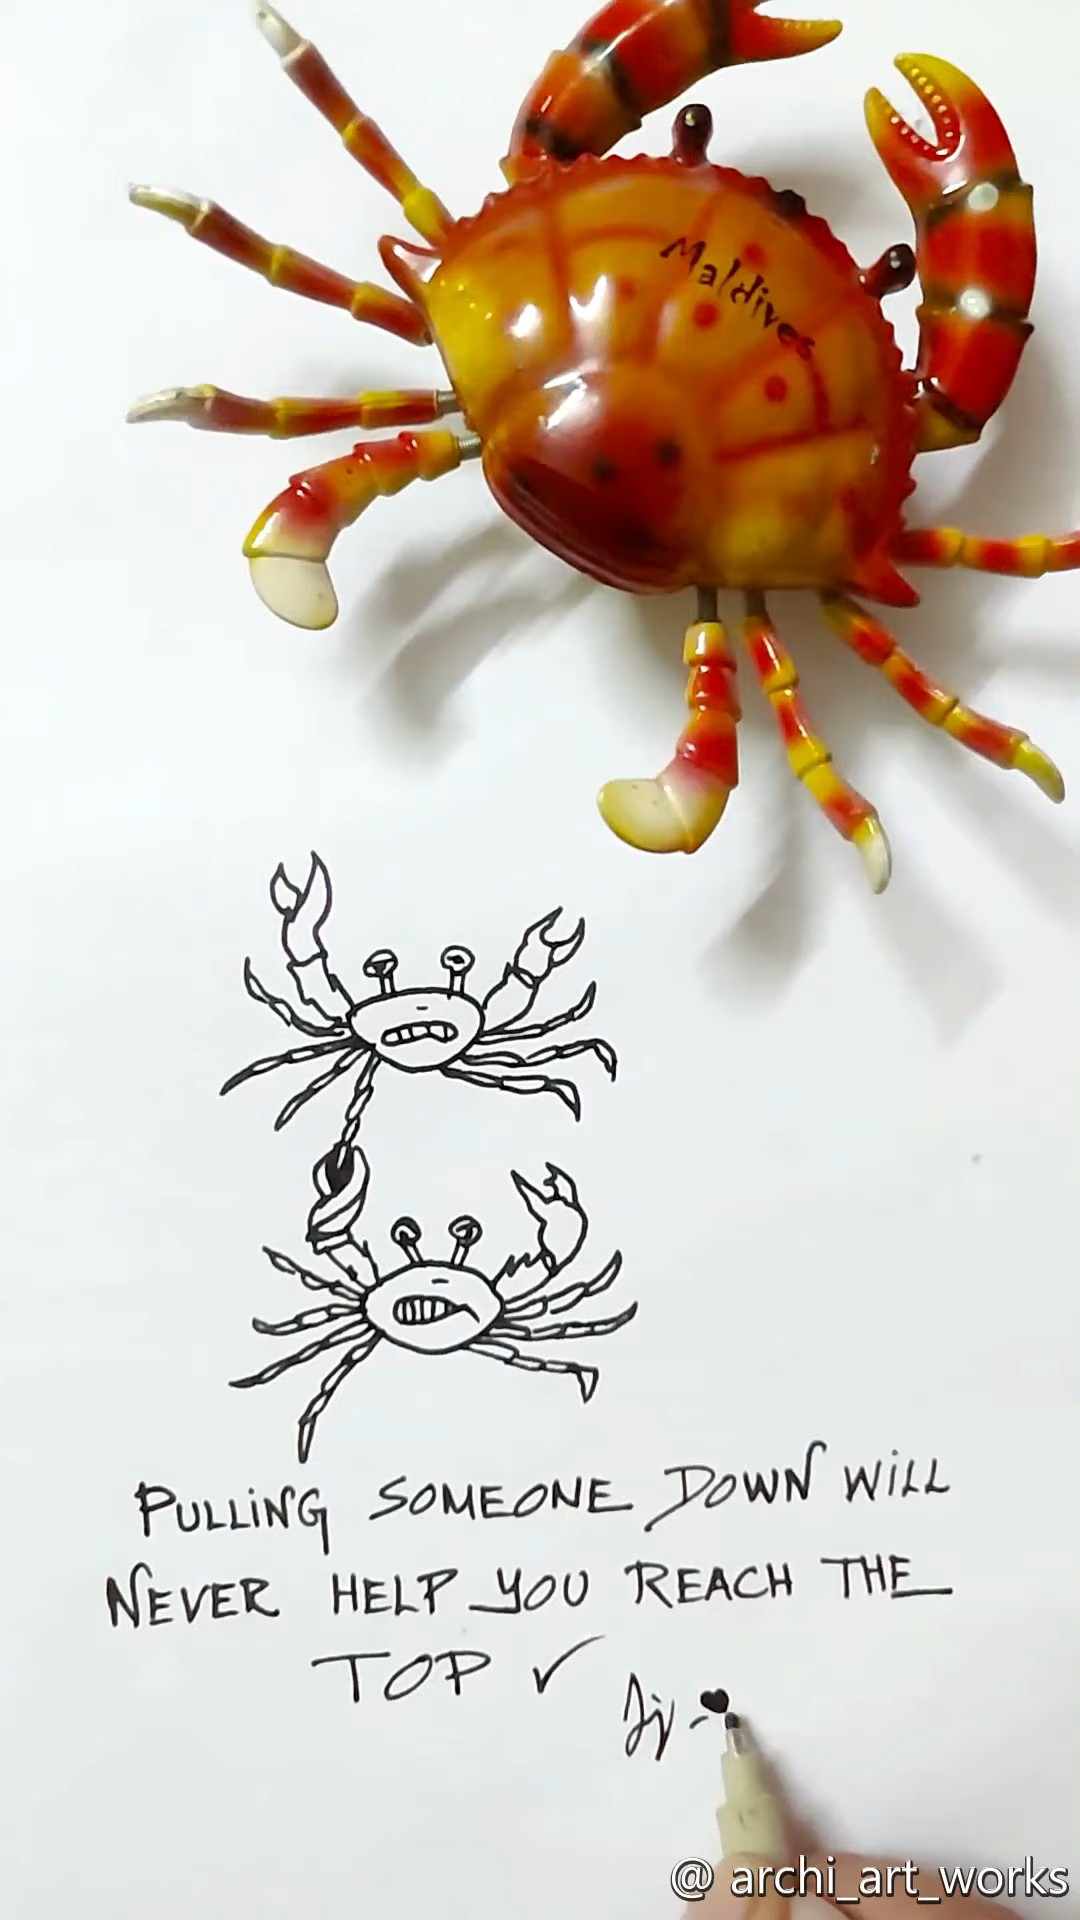 Maldives
PULLING SOMEONE DOWN WILL
NEVER HELP YOU REACH THE
TOP ✓
@ archi_art_works